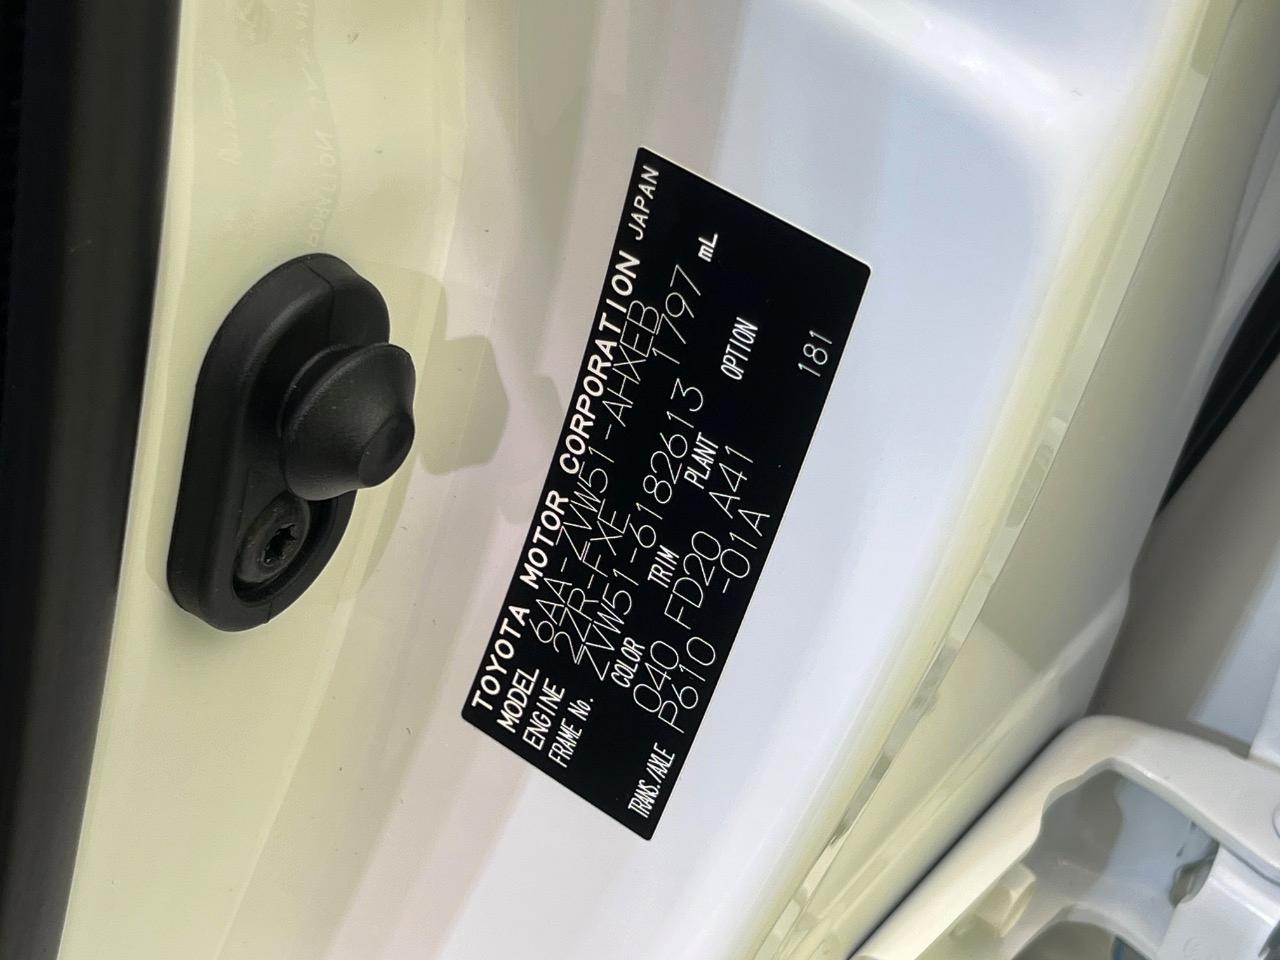 TOYOTA MOTOR CORPORATION JAPAN
MODEL 6AA-ZVW51-AHXEB
ENGINE 2ZR-FXE 1797 mL
FRAME No. ZVW51-6182613
COLOR TRIM PLANT OPTION
040 FD20 A41
TRANS./AXLE P610 -01A 181